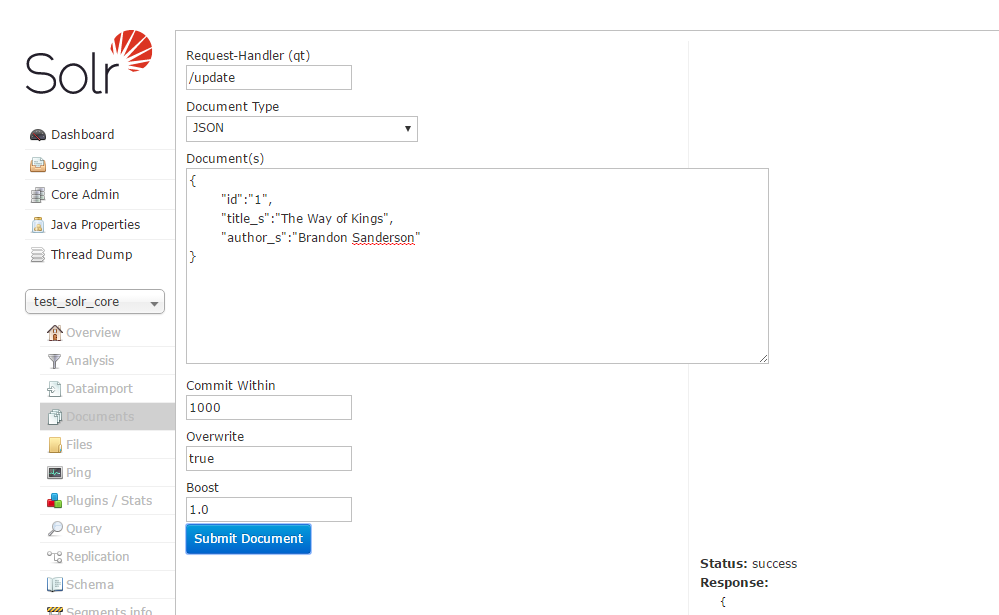 Solr
Dashboard
Logging
Core Admin
Java Properties
Thread Dump
test_solr_core
Overview
Analysis
Dataimport
Documents
Files
Ping
Plugins / Stats
Query
Replication
Schema
Segments info
Request-Handler (qt)
/update
Document Type
JSON
Document(s)
{
"id":"1",
"title_s":"The Way of Kings",
"author_s":"Brandon Sanderson"
}
Commit Within
1000
Overwrite
true
Boost
1.0
Submit Document
Status: success
Response:
{